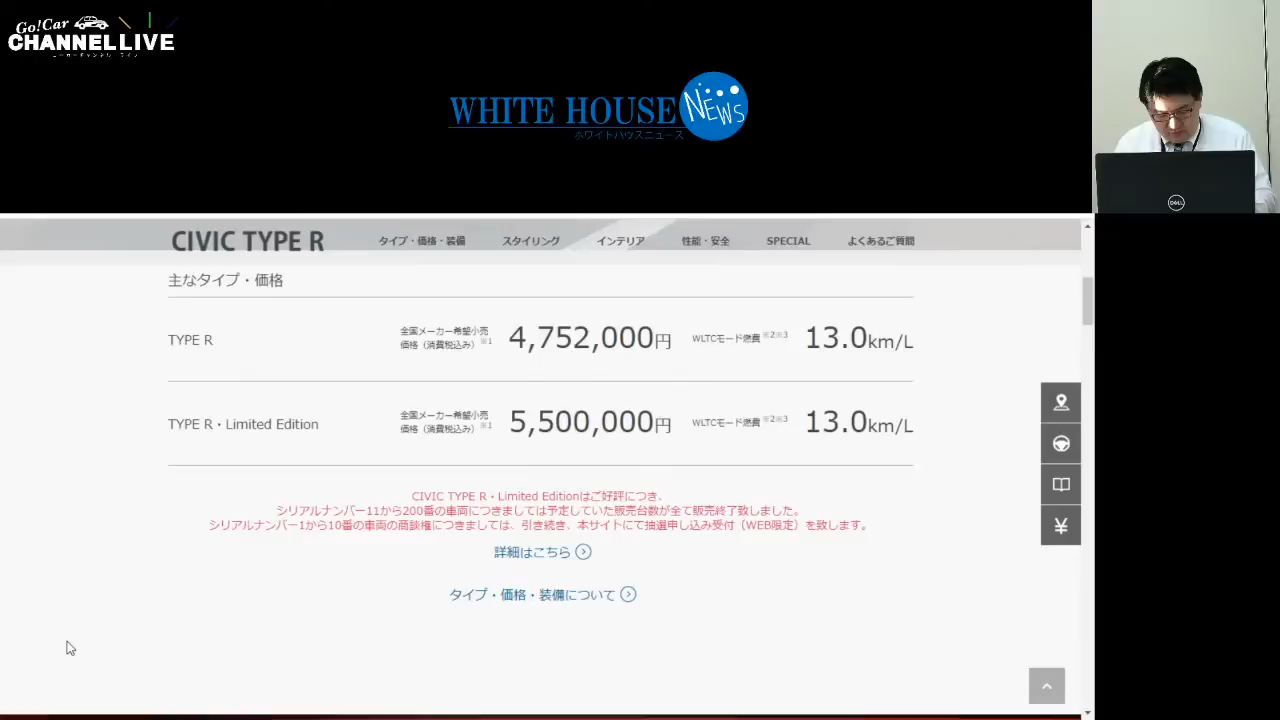 Go!Car
CHANNELLIVE
WHITE HOUSE NEWS
ホワイトハウスニュース
DELL
CIVIC TYPE R
タイプ・価格・装備
スタイリング
インテリア
性能・安全
SPECIAL
よくあるご質問
主なタイプ・価格
TYPE R
全国メーカー希望小売
価格（消費税込み）※1
4,752,000円
WLTCモード燃費※2※3
13.0km/L
TYPE R・Limited Edition
全国メーカー希望小売
価格（消費税込み）※1
5,500,000円
WLTCモード燃費※2※3
13.0km/L
CIVIC TYPE R・Limited Editionはご好評につき、
シリアルナンバー11から200番の車両につきましては予定していた販売台数が全て販売終了致しました。
シリアルナンバー1から10番の車両の商談権につきましては、引き続き、本サイトにて抽選申し込み受付（WEB限定）を致します。
詳細はこちら
タイプ・価格・装備について
¥